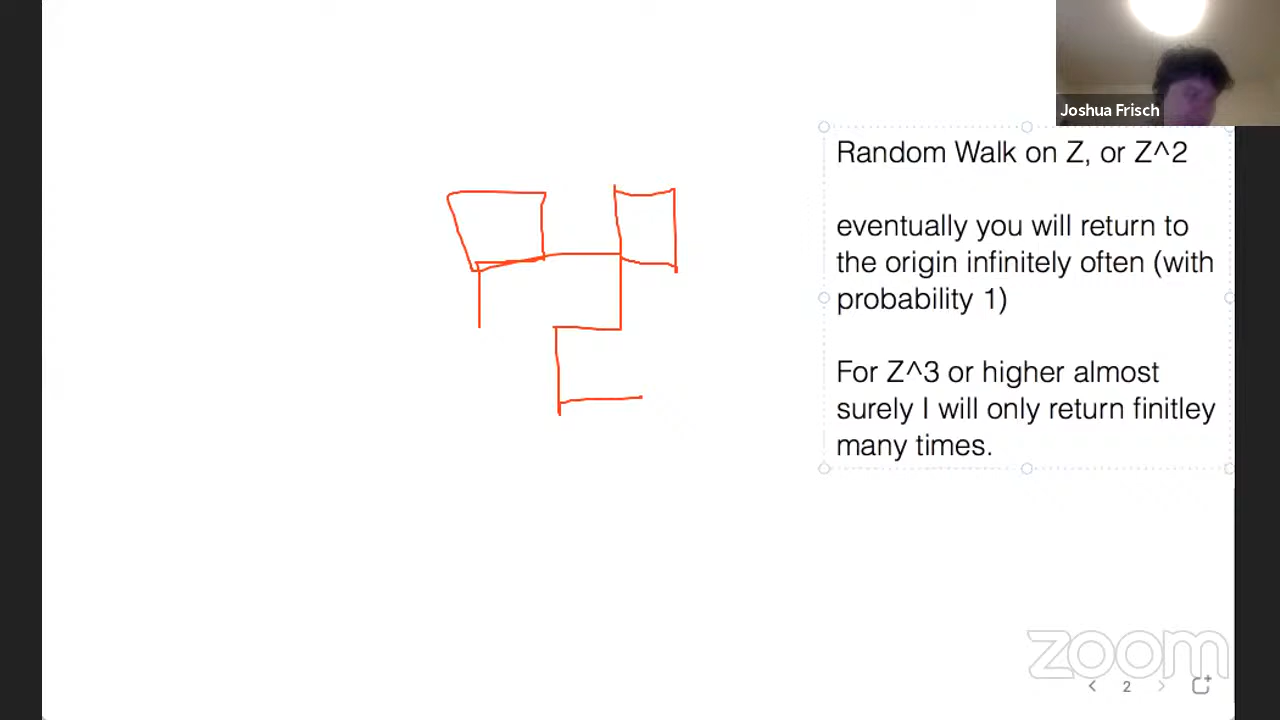 Joshua Frisch
Random Walk on Z, or Z^2
eventually you will return to
the origin infinitely often (with
probability 1)
For Z^3 or higher almost
surely I will only return finitley
many times.
zoom
2